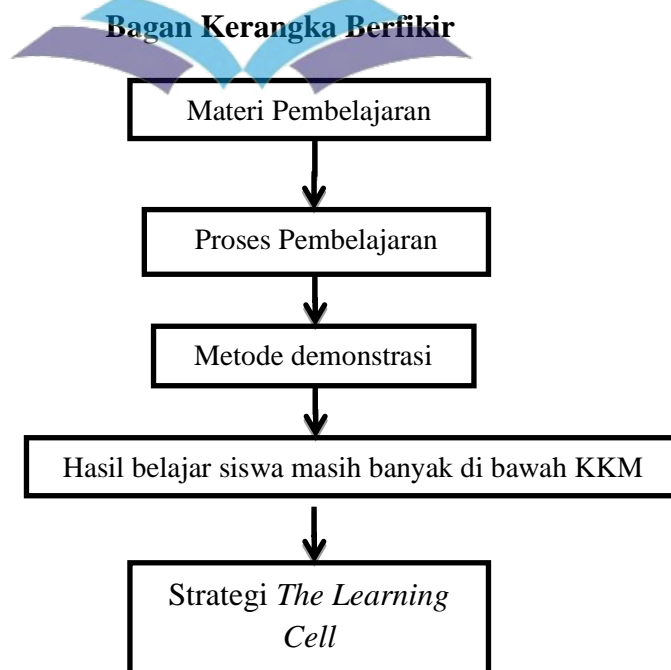 Bagan Kerangka Berfikir
Materi Pembelajaran
Proses Pembelajaran
Metode demonstrasi
Hasil belajar siswa masih banyak di bawah KKM
Strategi The Learning
Cell